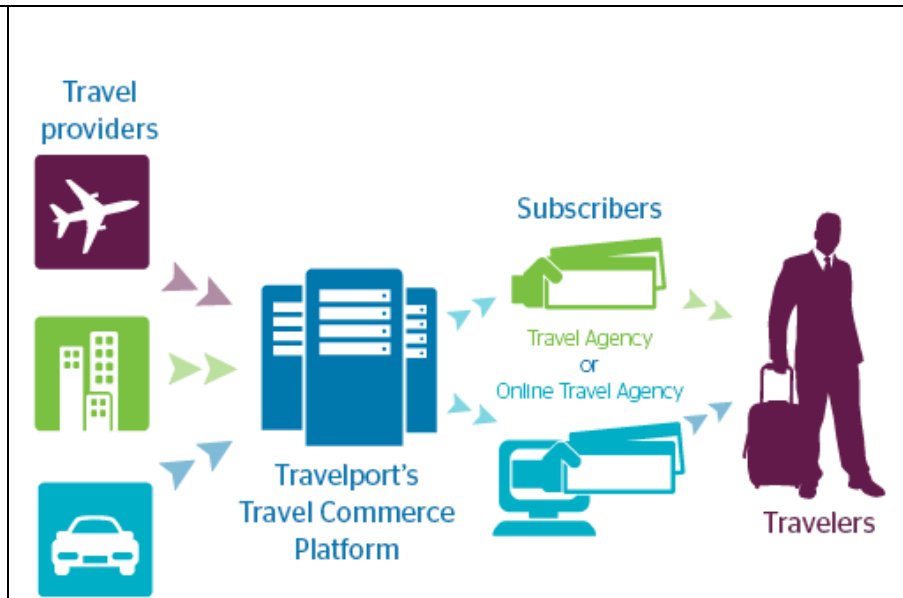 Travel
providers
Travelport's
Travel Commerce
Platform
Subscribers
Travel Agency
or
Online Travel Agency
Travelers